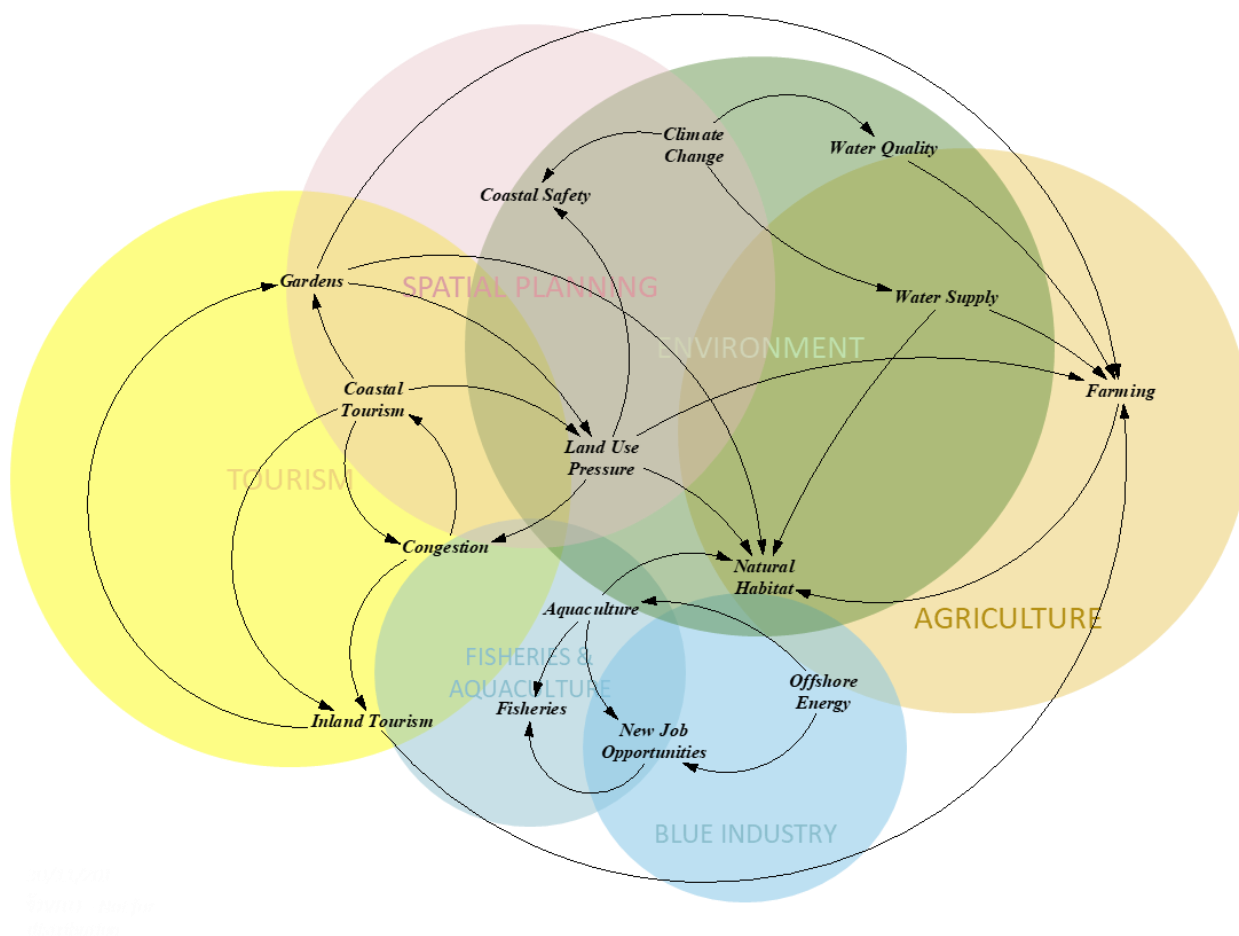 Climate
Change
Water Quality
Coastal Safety
Gardens
SPATIAL PLANNING
Water Supply
ENVIRONMENT
Coastal
Tourism
Farming
Land Use
Pressure
TOURISM
Congestion
Natural
Habitat
Aquaculture
AGRICULTURE
FISHERIES &
AQUACULTURE
Offshore
Energy
Fisheries
Inland Tourism
New Job
Opportunities
BLUE INDUSTRY